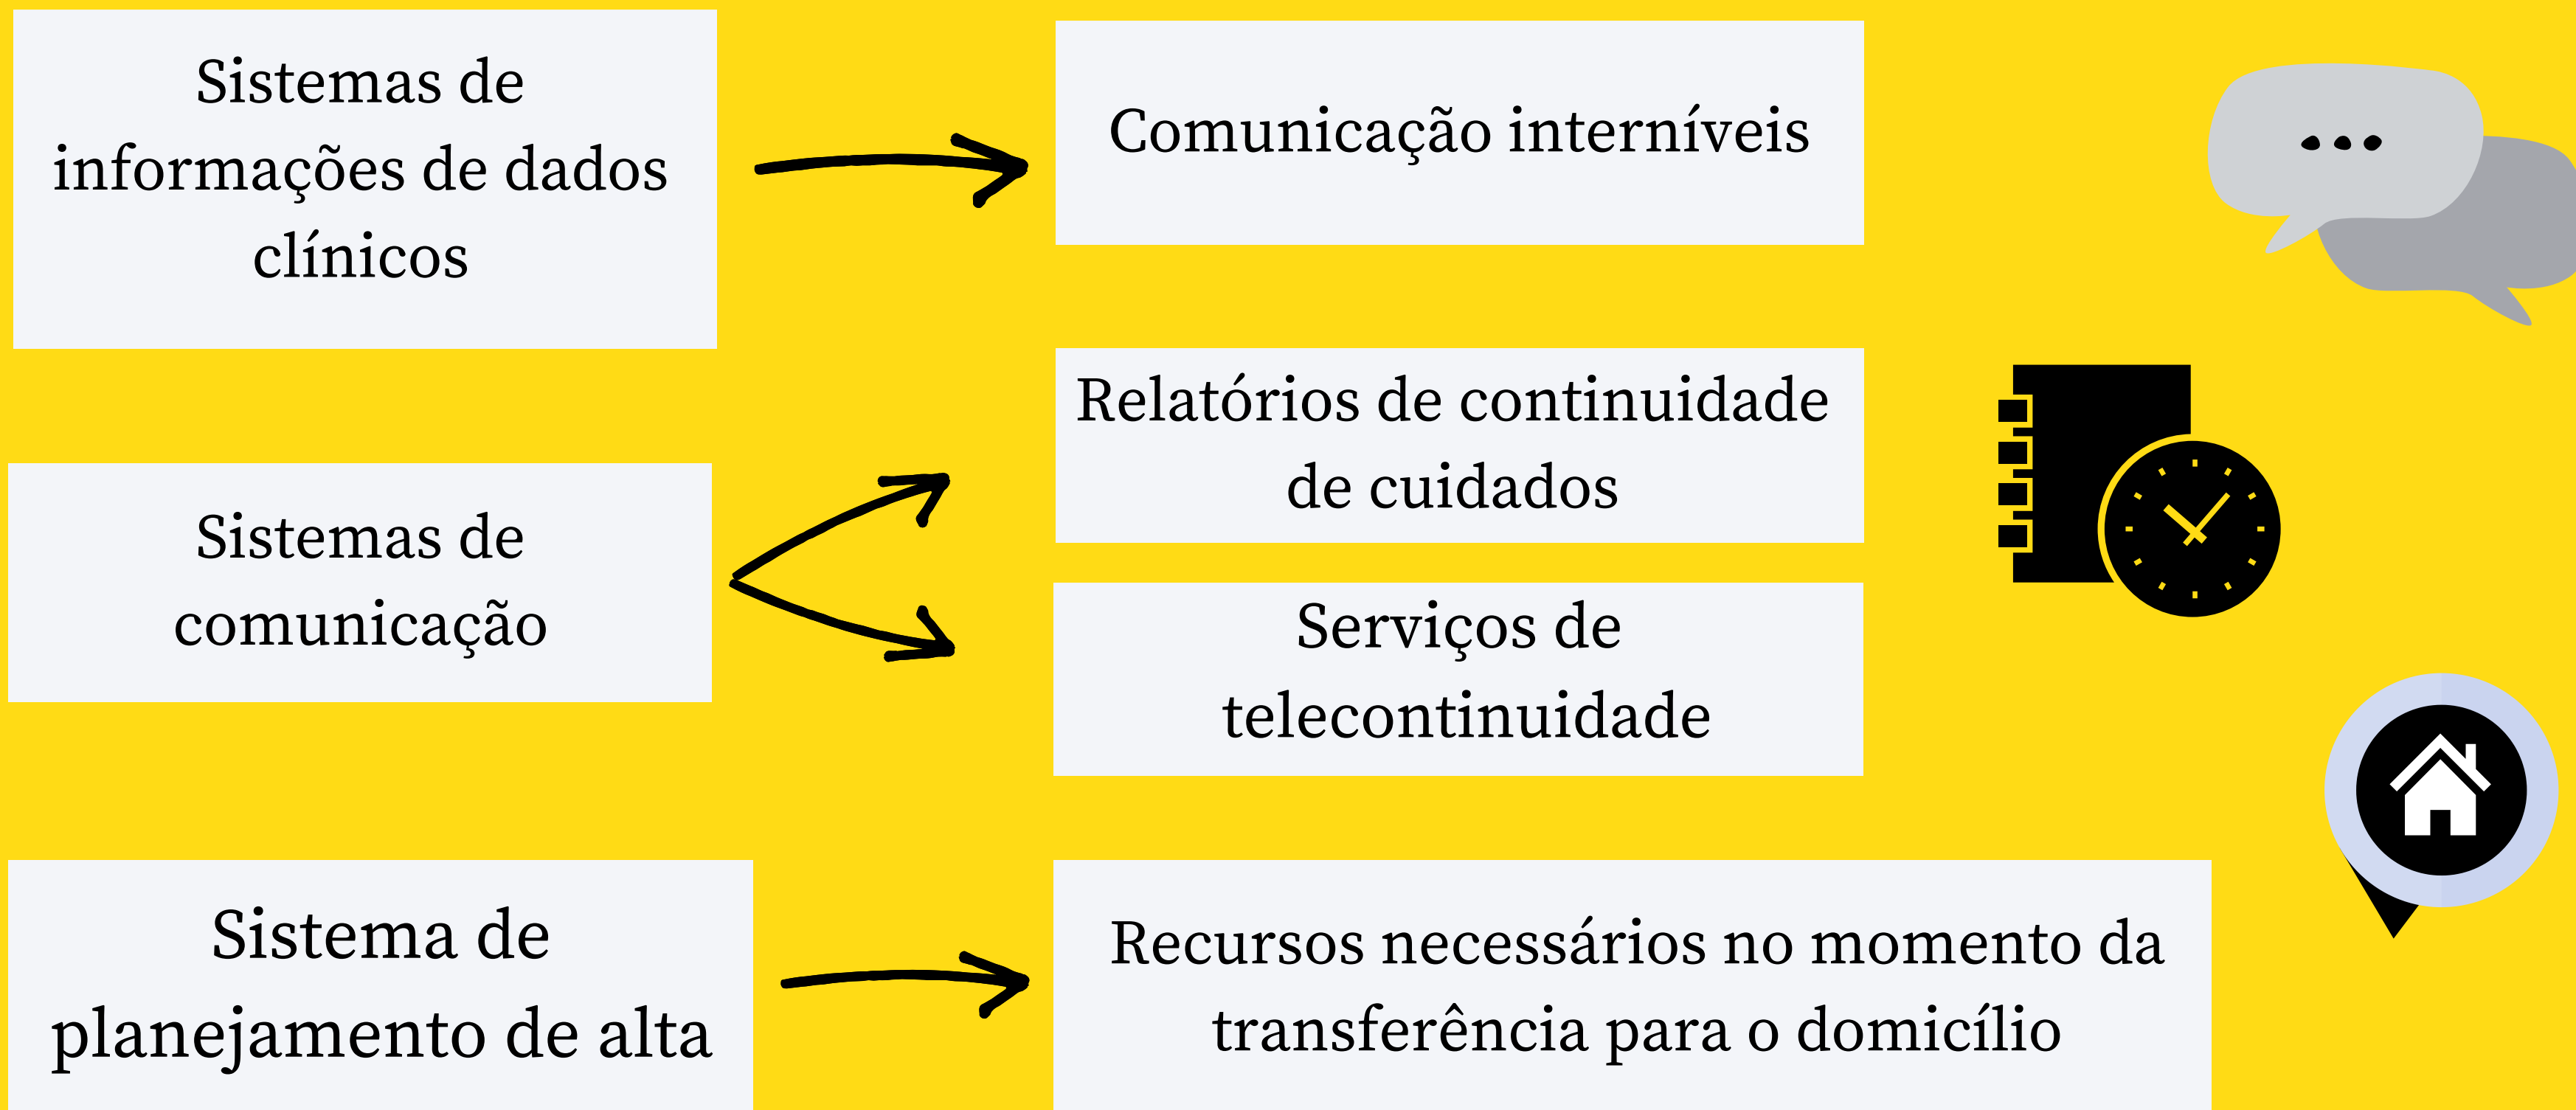 Sistemas de
informações de dados
clínicos
Comunicação interníveis
Sistemas de
comunicação
Relatórios de continuidade
de cuidados
Serviços de
telecontinuidade
Sistema de
planejamento de alta
Recursos necessários no momento da
transferência para o domicílio